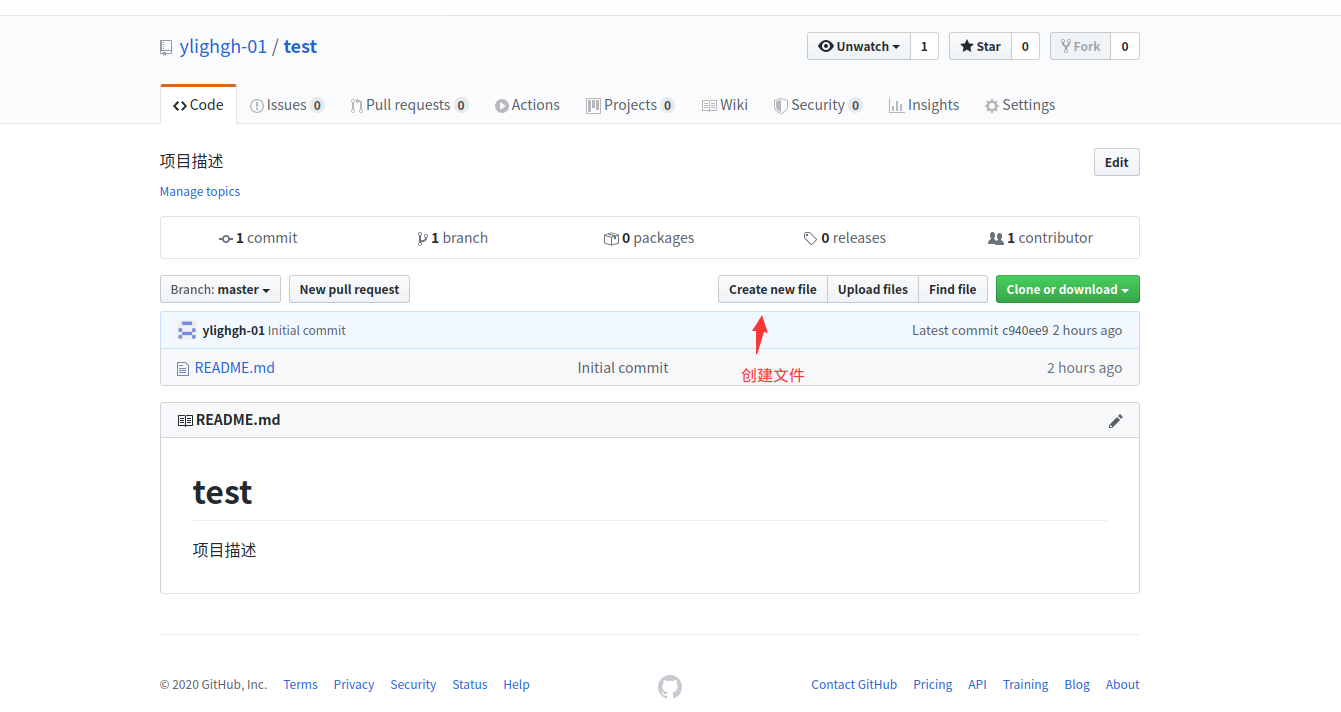 ylighgh-01 / test
Unwatch 1 Star 0 Fork 0
Code Issues 0 Pull requests 0 Actions Projects 0 Wiki Security 0 Insights Settings
项目描述 Edit
Manage topics
1 commit 1 branch 0 packages 0 releases 1 contributor
Branch: master New pull request Create new file Upload files Find file Clone or download
ylighgh-01 Initial commit Latest commit c940ee9 2 hours ago
README.md Initial commit 2 hours ago
创建文件
README.md
test
项目描述
© 2020 GitHub, Inc. Terms Privacy Security Status Help Contact GitHub Pricing API Training Blog About